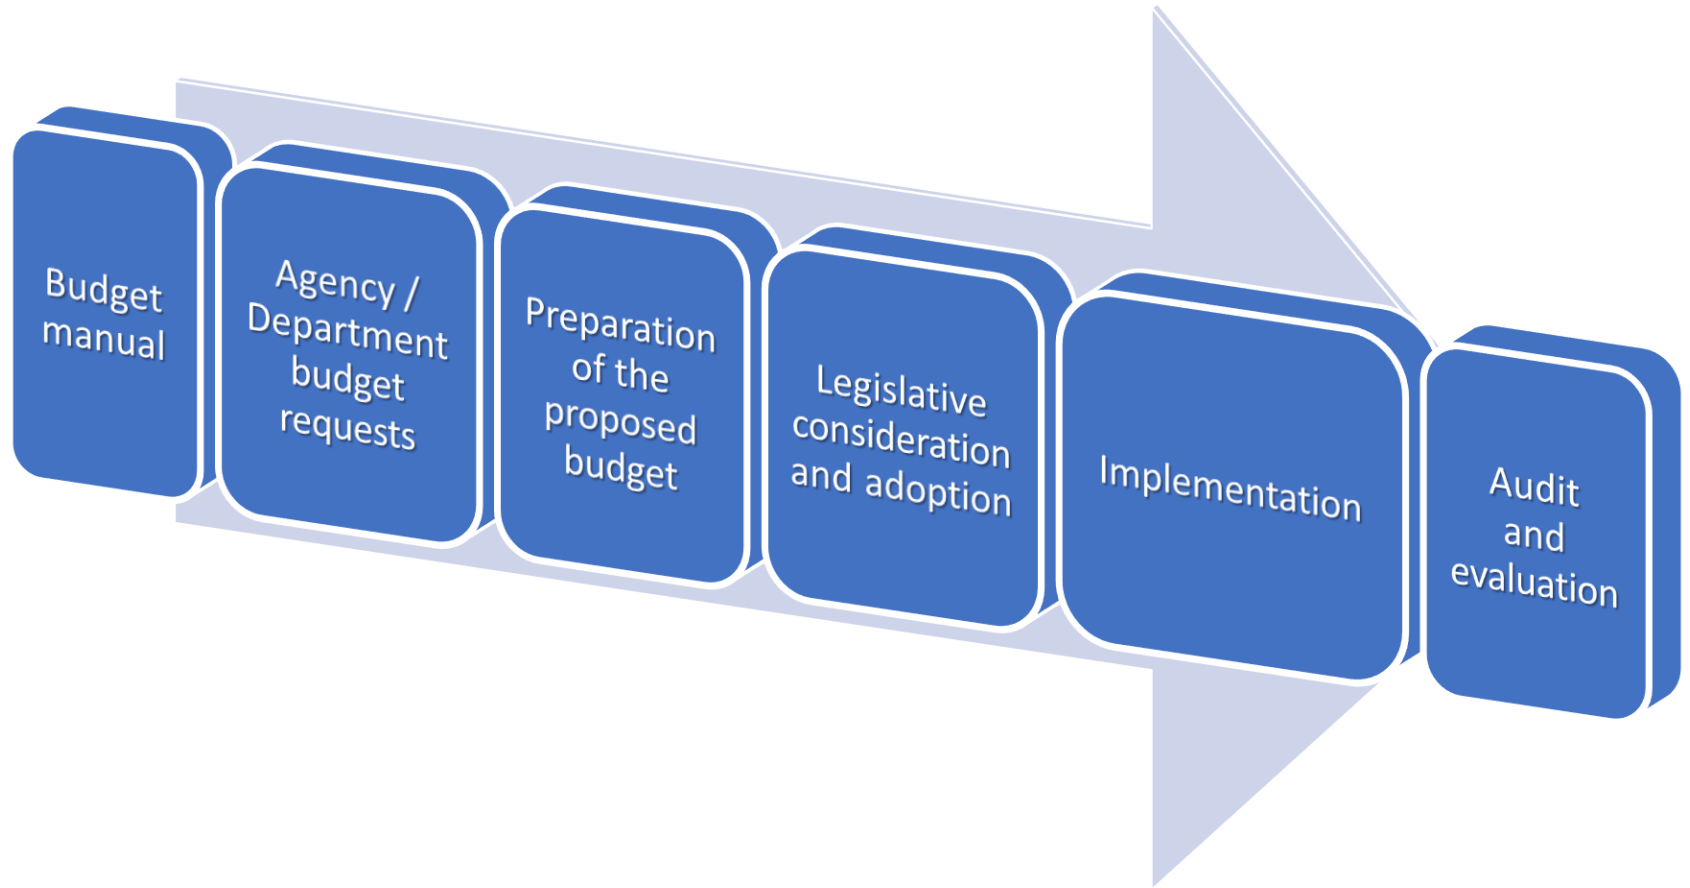 Budget
manual
Agency /
Department
budget
requests
Preparation
of the
proposed
budget
Legislative
consideration
and adoption
Implementation
Audit
and
evaluation